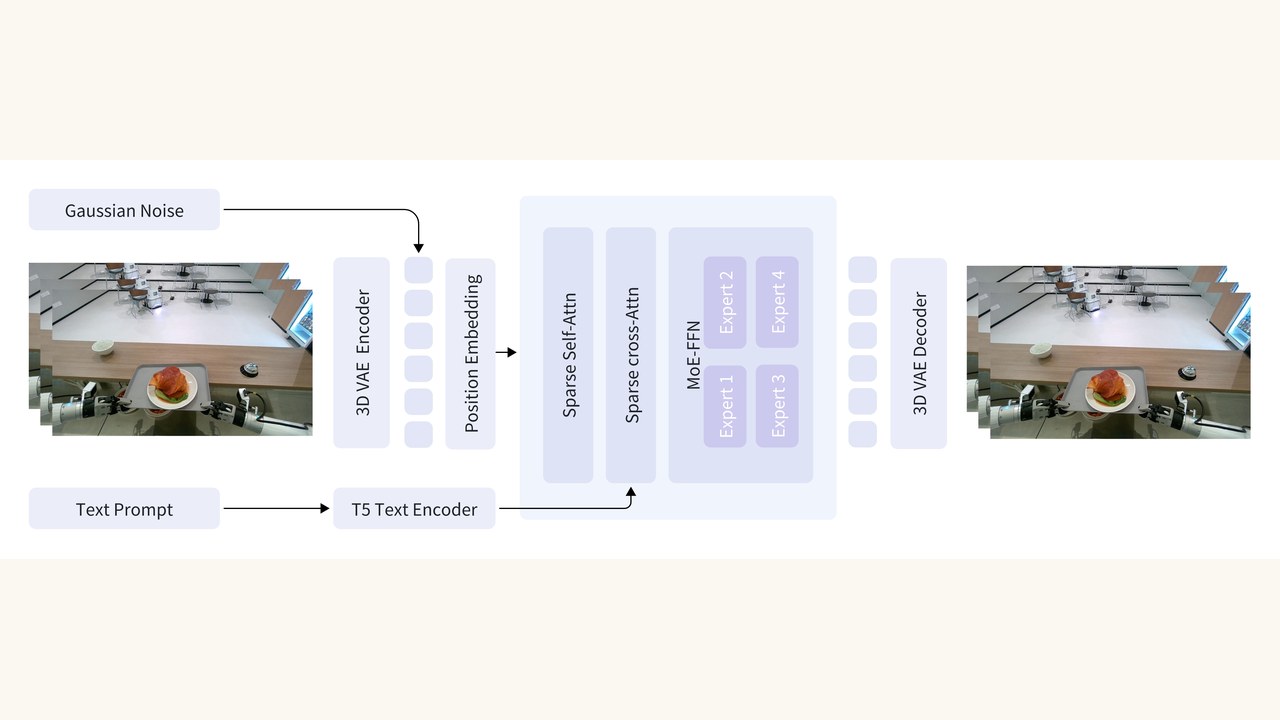 Gaussian Noise
3D VAE Encoder
Position Embedding
Text Prompt
T5 Text Encoder
Sparse Self-Attn
Sparse cross-Attn
MoE-FFN
Expert 1
Expert 2
Expert 3
Expert 4
3D VAE Decoder